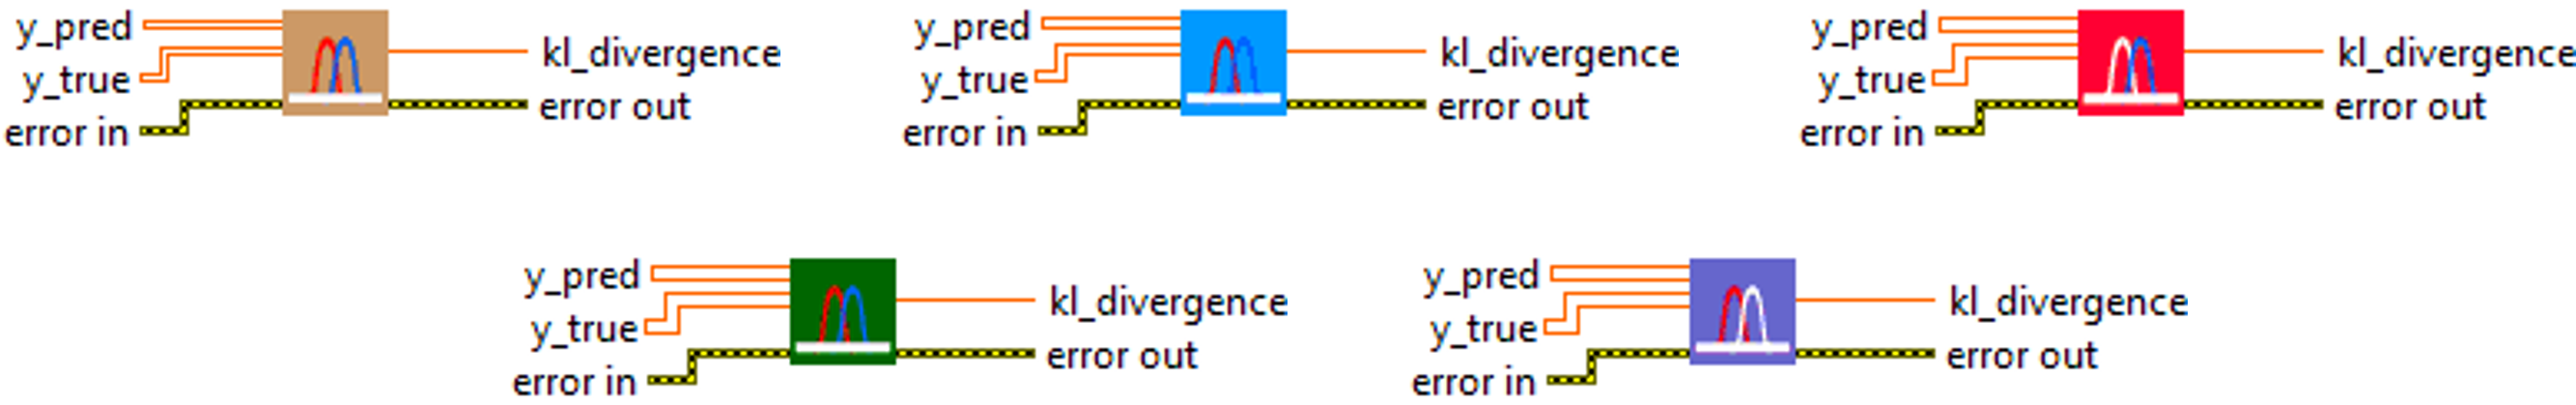 y_pred
kl_divergence
y_true
error out
error in
y_pred
kl_divergence
y_true
error out
error in
y_pred
kl_divergence
y_true
error out
error in
y_pred
kl_divergence
y_true
error out
error in
y_pred
kl_divergence
y_true
error out
error in